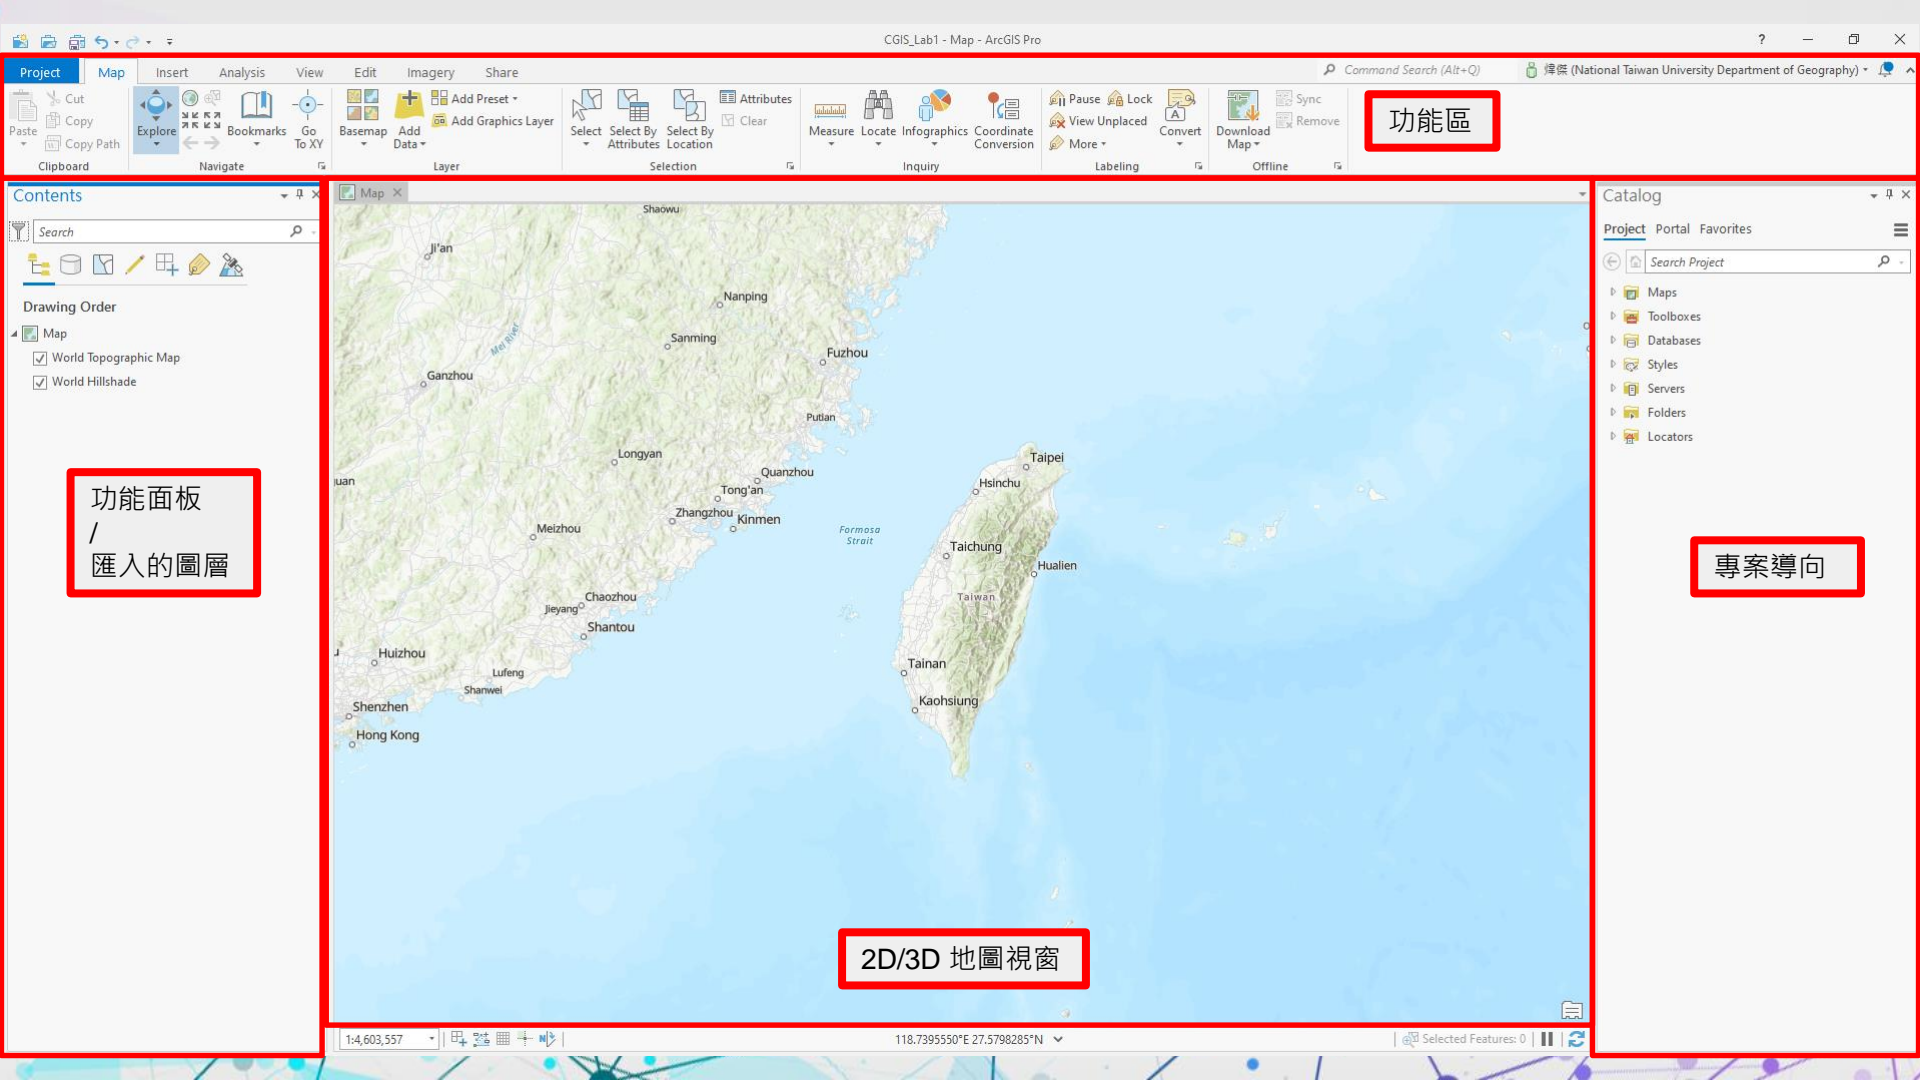 CGIS_Lab1 - Map - ArcGIS Pro
?
Project Map Insert Analysis View Edit Imagery Share
Command Search (Alt+Q)
煒傑 (National Taiwan University Department of Geography)
Paste
Cut
Copy
Copy Path
Clipboard
Explore
Bookmarks
Go
To XY
Navigate
Basemap
Add
Data
Add Preset
Add Graphics Layer
Layer
Select
Select By
Attributes
Select By
Location
Attributes
Clear
Selection
Measure
Locate
Infographics
Coordinate
Conversion
Inquiry
Pause
Lock
View Unplaced
More
A
Convert
Labeling
Download
Map
Sync
Remove
Offline
功能區
Contents
Search
Drawing Order
Map
World Topographic Map
World Hillshade
功能面板
/
匯入的圖層
Map
Shaowu
Ji'an
Nanping
Mei River
Sanming
Fuzhou
Ganzhou
Putian
Longyan
Taipei
Quanzhou
uan
Hsinchu
Tong'an
Zhangzhou
Kinmen
Meizhou
Formosa
Strait
Taichung
Hualien
Chaozhou
Taiwan
Jieyang
Shantou
Huizhou
Tainan
Lufeng
Shanwei
Kaohsiung
Shenzhen
Hong Kong
2D/3D 地圖視窗
1:4,603,557
118.7395550°E 27.5798285°N
Selected Features: 0
Catalog
Project Portal Favorites
Search Project
Maps
Toolboxes
Databases
Styles
Servers
Folders
Locators
專案導向